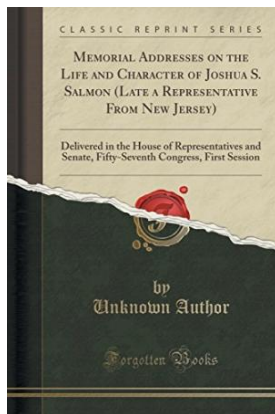 CLASSIC REPRINT SERIES
MEMORIAL ADDRESSES ON THE
LIFE AND CHARACTER OF JOSHUA S.
SALMON (LATE A REPRESENTATIVE
FROM NEW JERSEY)
Delivered in the House of Representatives and
Senate, Fifty-Seventh Congress, First Session
by
Unknown Author
Forgotten Books